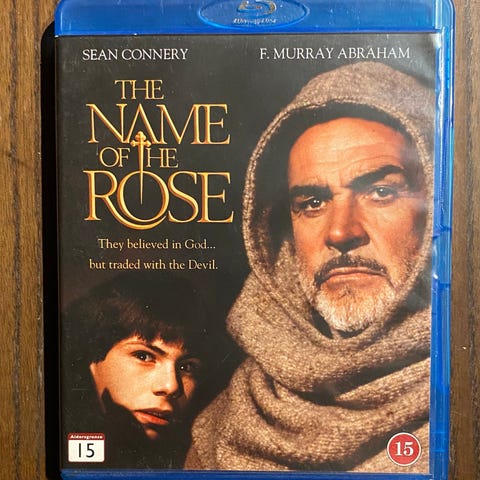 SEAN CONNERY
F. MURRAY ABRAHAM
THE
NAME
OF THE
ROSE
They believed in God...
but traded with the Devil.
Aldersgrense
15
15